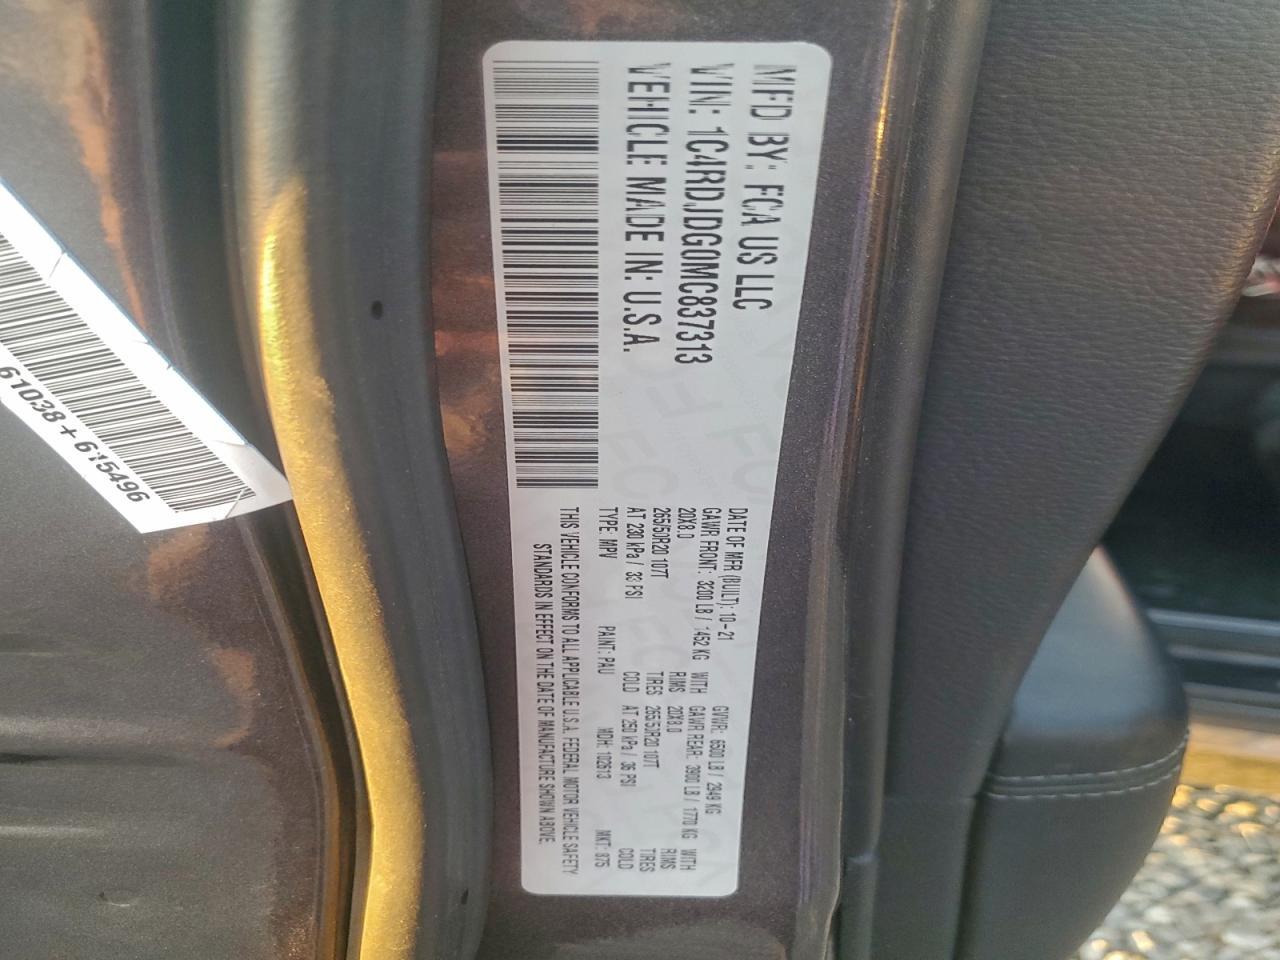 MFD BY: FCA US LLC
VIN: 1C4RDJDG0MC837313
VEHICLE MADE IN: U.S.A.
DATE OF MFR (BUILT): 10-21 GVWR: 6500 LB / 2949 KG
GAWR FRONT: 3200 LB / 1452 KG WITH GAWR REAR: 3900 LB / 1770 KG WITH
20X8.0 RIMS 20X8.0 RIMS
265/50R20 107T TIRES 265/50R20 107T TIRES
AT 230 kPa / 33 PSI COLD AT 250 kPa / 36 PSI COLD
TYPE: MPV PAINT: PAU MDH: 102613 MKT: 875
THIS VEHICLE CONFORMS TO ALL APPLICABLE U.S.A. FEDERAL MOTOR VEHICLE SAFETY
STANDARDS IN EFFECT ON THE DATE OF MANUFACTURE SHOWN ABOVE.
61038+615496